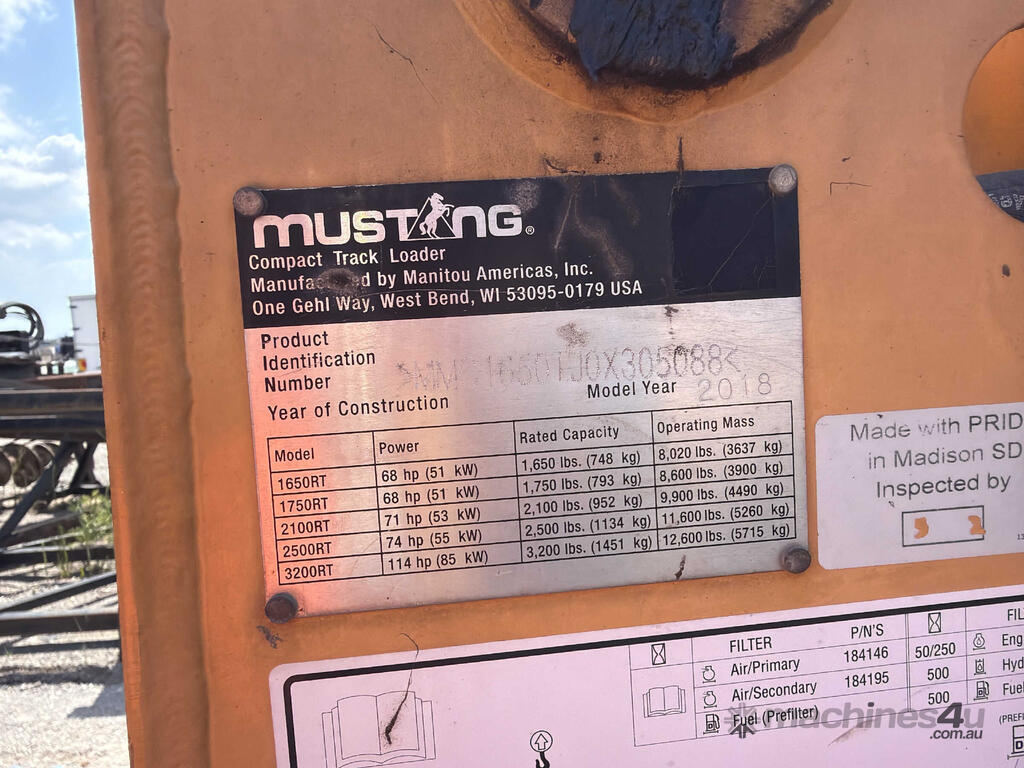 MUSTANG®
Compact Track Loader
by Manitou Americas, Inc.
One Gehl Way, West Bend, WI 53095-0179 USA
Product
Identification
Number
Model Year 2018
Year of Construction
Model Power Rated Capacity Operating Mass
1650RT 68 hp (51 kW) 1,650 lbs. (748 kg) 8,020 lbs. (3637 kg)
1750RT 68 hp (51 kW) 1,750 lbs. (793 kg) 8,600 lbs. (3900 kg)
2100RT 71 hp (53 kW) 2,100 lbs. (952 kg) 9,900 lbs. (4490 kg)
2500RT 74 hp (55 kW) 2,500 lbs. (1134 kg) 11,600 lbs. (5260 kg)
3200RT 114 hp (85 kW) 3,200 lbs. (1451 kg) 12,600 lbs. (5715 kg)
Made with PRID
in Madison SD
Inspected by
FILTER P/N'S
Air/Primary 184146 50/250 Eng
Air/Secondary 184195 500 Hyd
Fuel (Prefilter) 500 Fuel
machines4u
.com.au